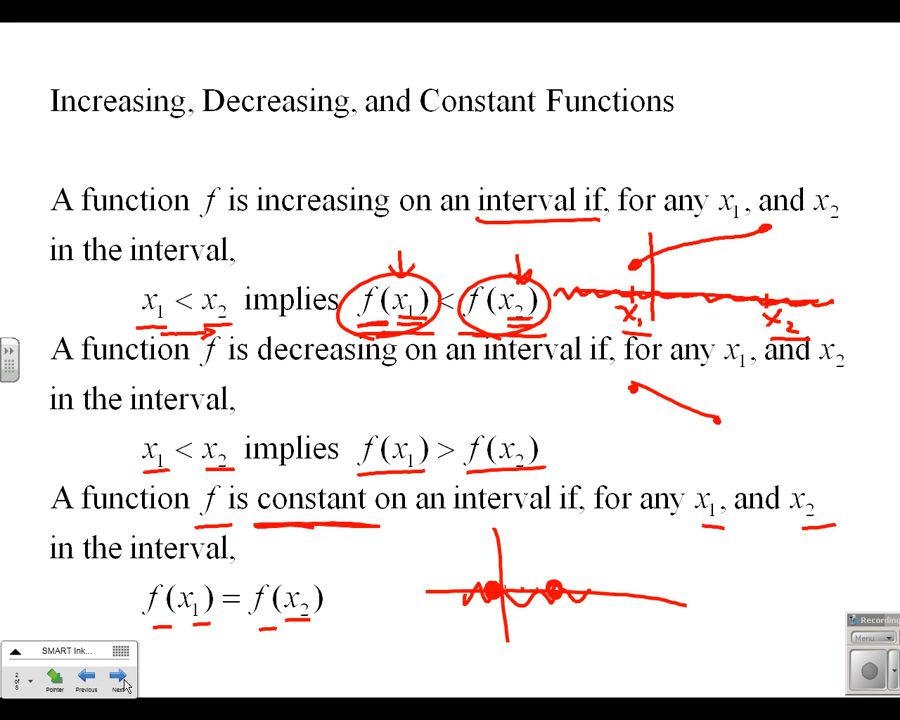 Increasing, Decreasing, and Constant Functions
A function f is increasing on an interval if, for any x₁, and x₂
in the interval,
x₁ < x₂ implies f(x₁) < f(x₂)
x₁
x₂
A function f is decreasing on an interval if, for any x₁, and x₂
in the interval,
x₁ < x₂ implies f(x₁) > f(x₂)
A function f is constant on an interval if, for any x₁, and x₂
in the interval,
f(x₁) = f(x₂)
SMART Ink...
2 of 6
Pointer Previous Next
Recording
Menu